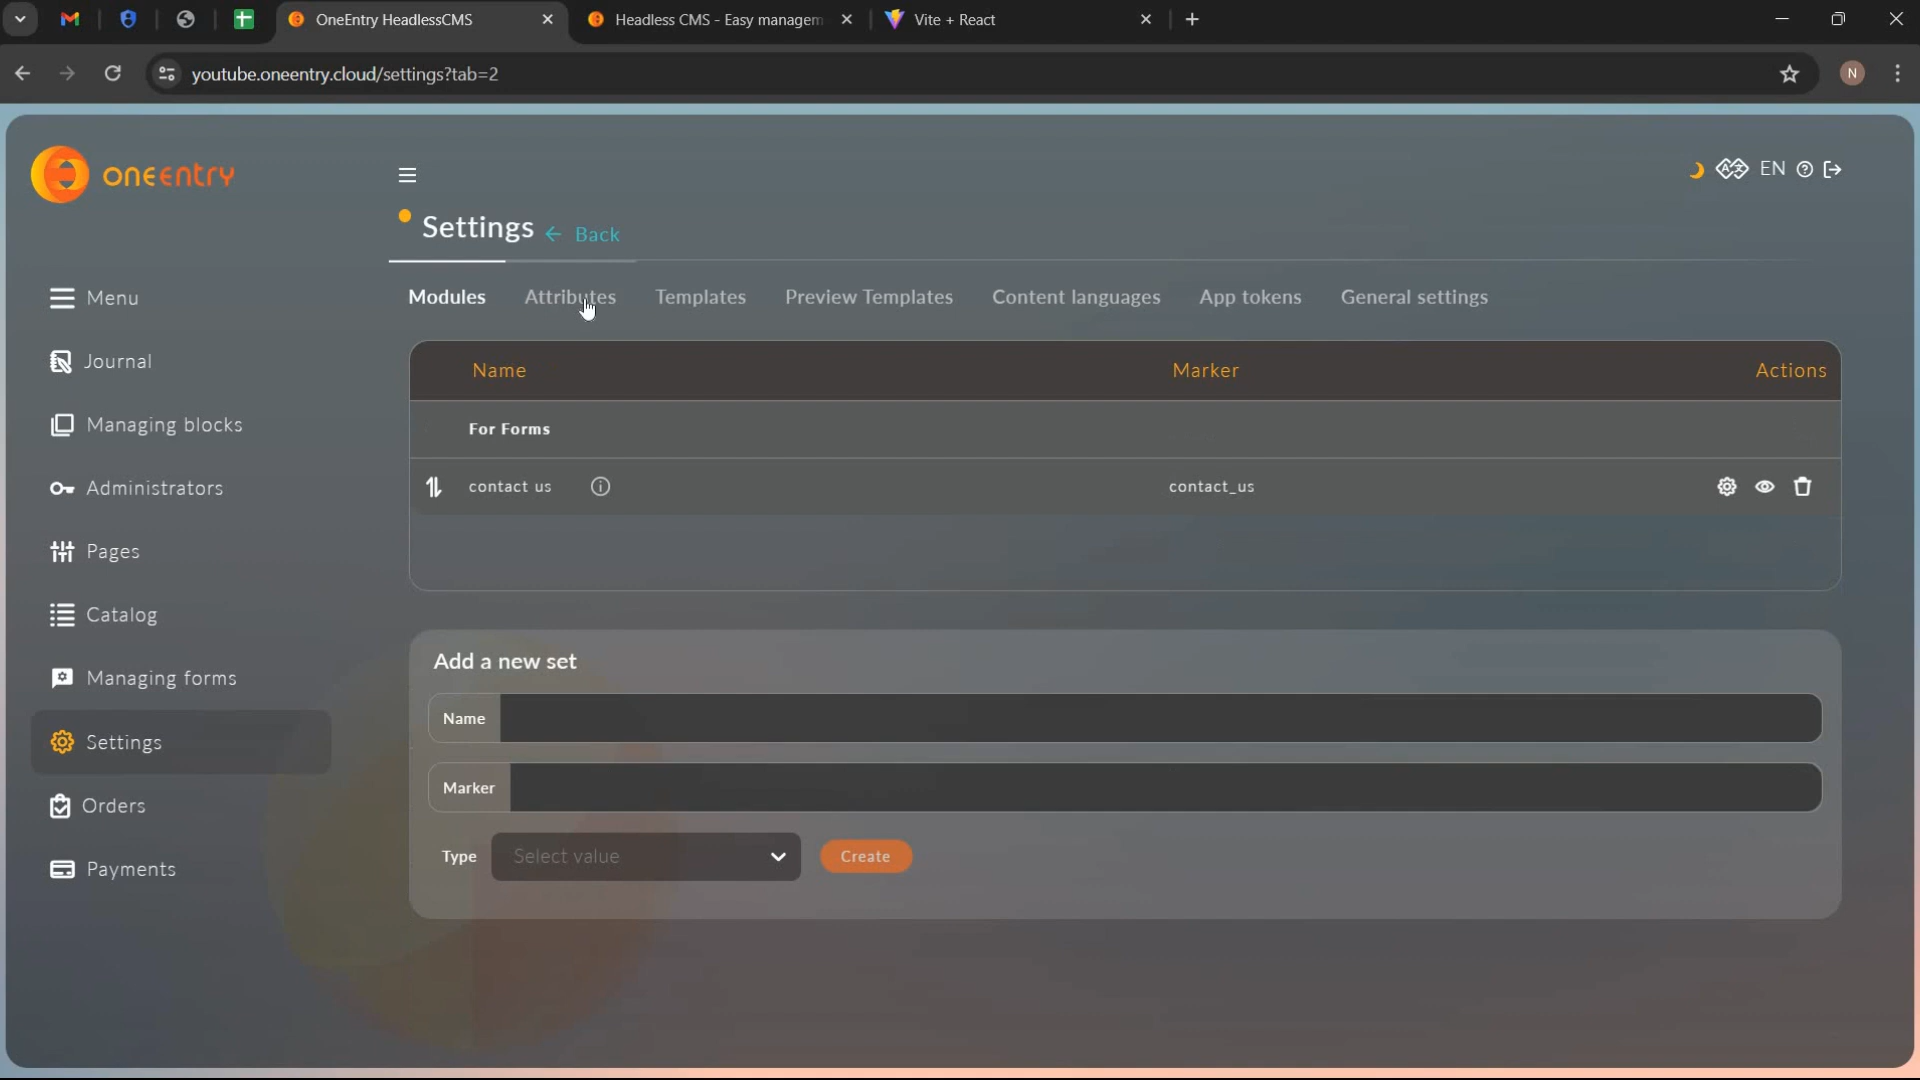 OneEntry HeadlessCMS
Headless CMS - Easy managem
Vite + React
youtube.oneentry.cloud/settings?tab=2
N
oneentry
EN
Settings
Back
Menu
Journal
Managing blocks
Administrators
Pages
Catalog
Managing forms
Settings
Orders
Payments
Modules Attributes Templates Preview Templates Content languages App tokens General settings
Name Marker Actions
For Forms
contact us contact_us
Add a new set
Name
Marker
Type Select value Create